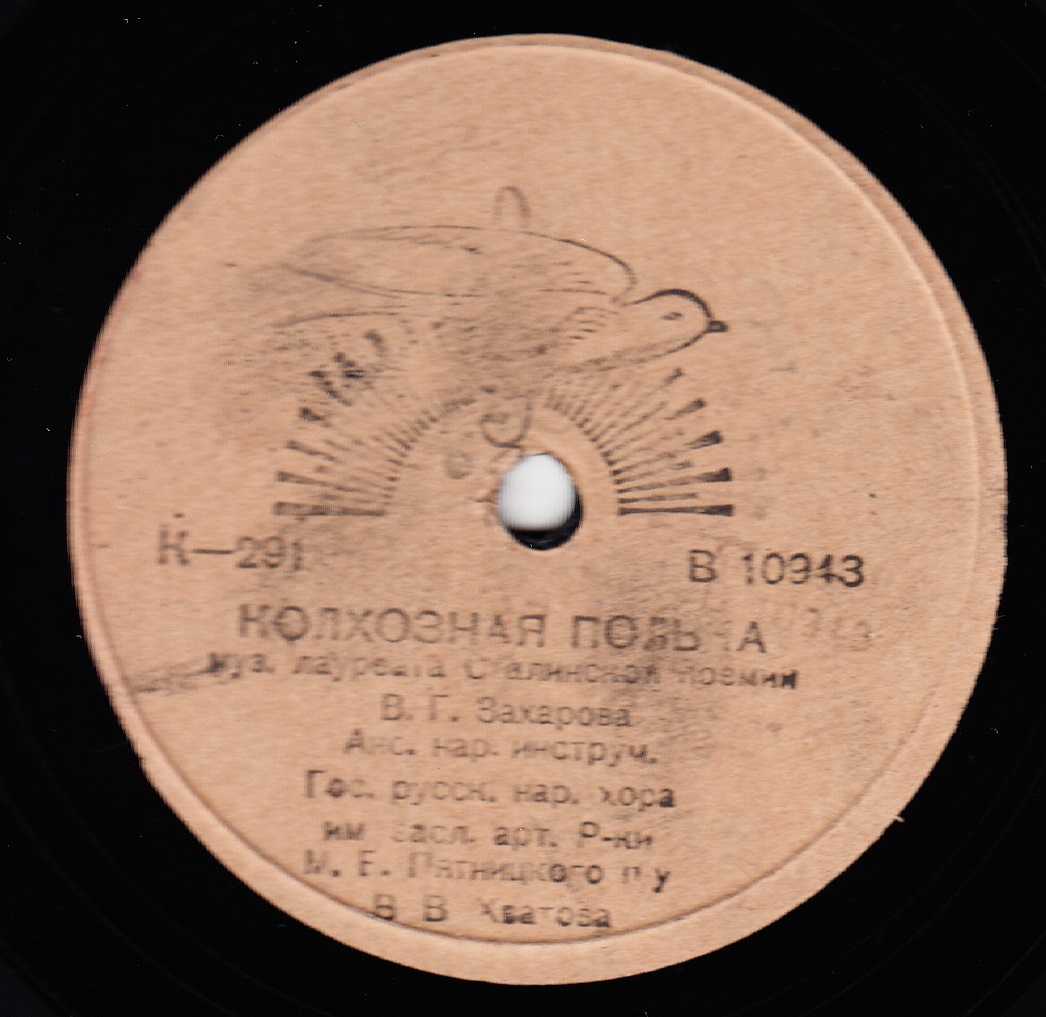 К—291 В 10943
КОЛХОЗНАЯ ПОЛЬКА
муз. лауреата Сталинской премии
В. Г. Захарова
Анс. нар. инструм.
Гос. русск. нар. хора
им засл. арт. Р-ки
М. Е. Пятницкого п/у
В В Хватова